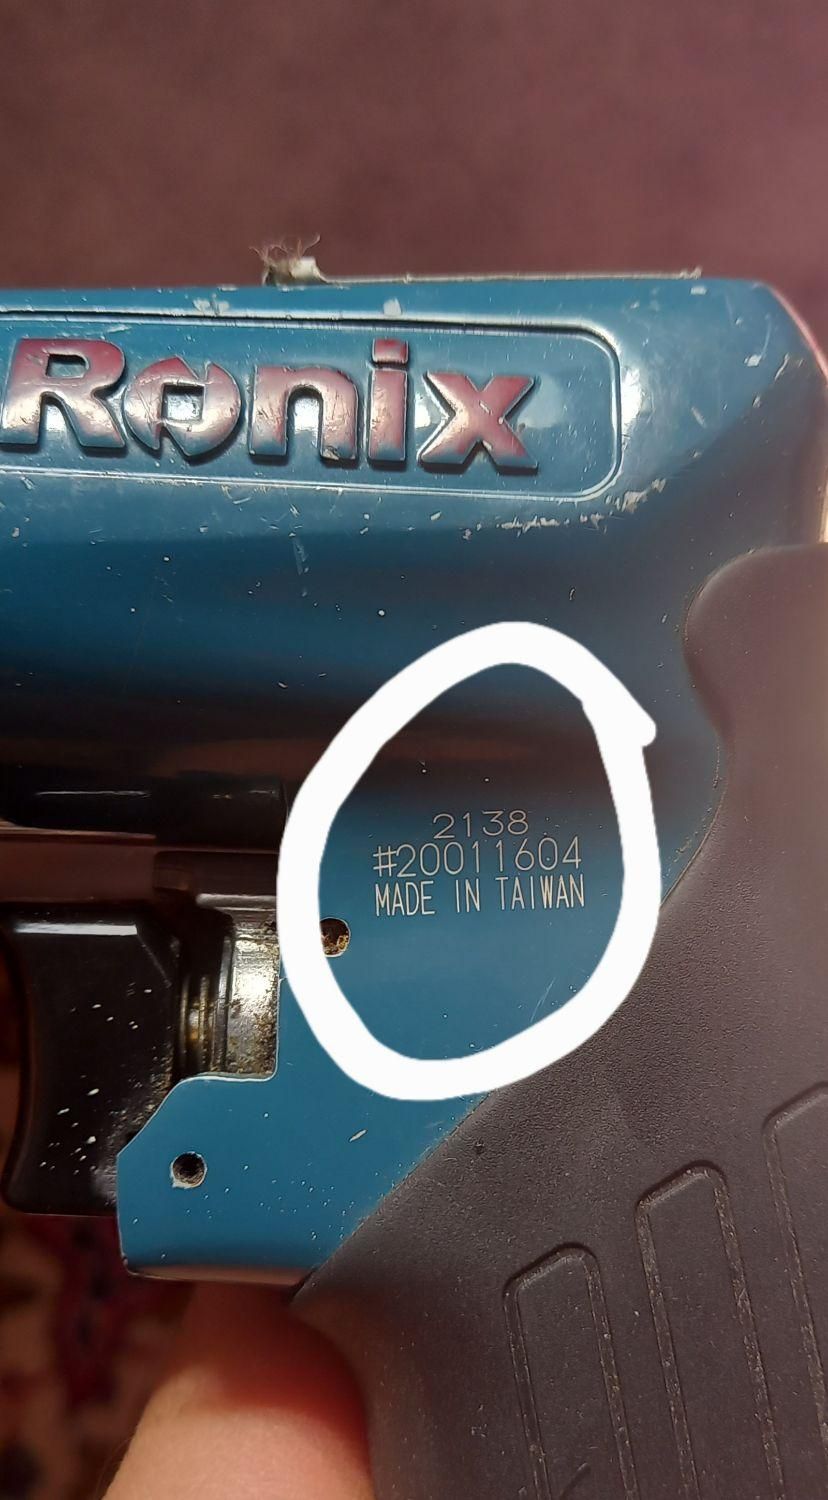 Ronix
2138
#20011604
MADE IN TAIWAN